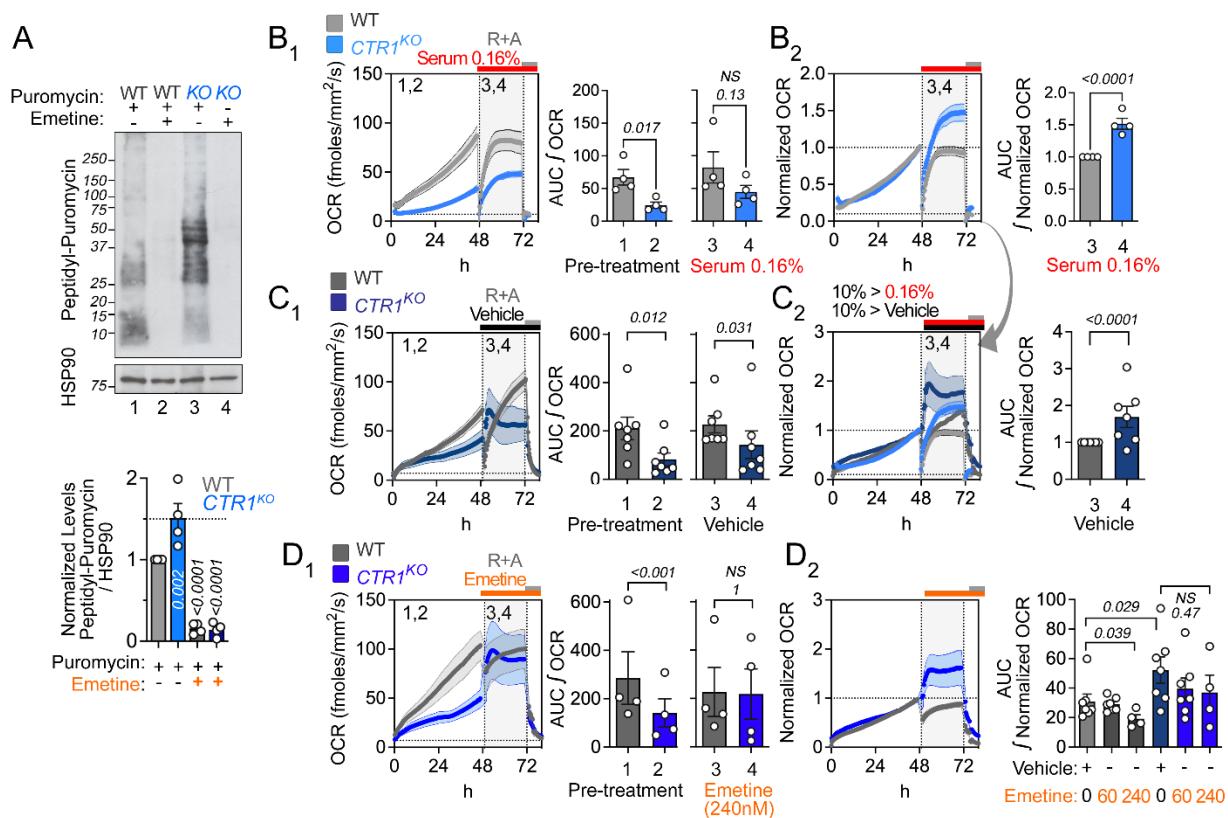 A
Puromycin: WT WT KO KO
+ + + -
Emetine: - + - +
Peptidyl-Puromycin
250
150
100
75
50
37
25
20
15
10
HSP90
75
1 2 3 4
WT
CTR1KO
Normalized Levels
Peptidyl-Puromycin
/ HSP90
2
1
0
0.002
<0.0001
<0.0001
Puromycin: + + + +
Emetine: - - + +
B1
WT
CTR1KO
R+A
Serum 0.16%
OCR (fmoles/mm²/s)
150
100
50
0
1,2
3,4
0 24 48 72
h
AUC ∫ OCR
200
150
100
50
0
0.017
NS
0.13
1 2 3 4
Pre-treatment Serum 0.16%
B2
Normalized OCR
2.0
1.5
1.0
0.5
0.0
3,4
0 24 48 72
h
AUC
∫ Normalized OCR
2.0
1.5
1.0
0.5
0.0
<0.0001
3 4
Serum 0.16%
C1
WT
CTR1KO
R+A
Vehicle
OCR (fmoles/mm²/s)
150
100
50
0
1,2
3,4
0 24 48 72
h
AUC ∫ OCR
600
400
200
0
0.012
0.031
1 2 3 4
Pre-treatment Vehicle
C2
10% > 0.16%
10% > Vehicle
Normalized OCR
3
2
1
0
3,4
0 24 48 72
h
AUC
∫ Normalized OCR
4
3
2
1
0
<0.0001
3 4
Vehicle
D1
WT
CTR1KO
R+A
Emetine
OCR (fmoles/mm²/s)
150
100
50
0
1,2
3,4
0 24 48 72
h
AUC ∫ OCR
600
400
200
0
<0.001
NS
1
1 2 3 4
Pre-treatment Emetine
(240nM)
D2
Normalized OCR
3
2
1
0
0 24 48 72
h
∫ Normalized OCR
100
80
60
40
20
0
0.029
0.039
NS
0.47
Vehicle: + - - + - -
Emetine: 0 60 240 0 60 240